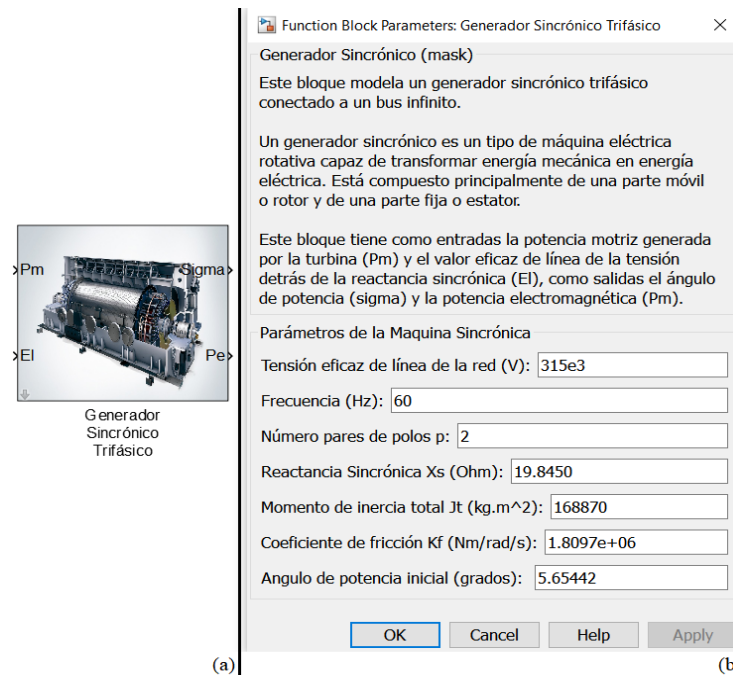 Function Block Parameters: Generador Sincrónico Trifásico
Generador Sincrónico (mask)
Este bloque modela un generador sincrónico trifásico
conectado a un bus infinito.
Un generador sincrónico es un tipo de máquina eléctrica
rotativa capaz de transformar energía mecánica en energía
eléctrica. Está compuesto principalmente de una parte móvil
o rotor y de una parte fija o estator.
Este bloque tiene como entradas la potencia motriz generada
por la turbina (Pm) y el valor eficaz de línea de la tensión
detrás de la reactancia sincrónica (El), como salidas el ángulo
de potencia (sigma) y la potencia electromagnética (Pm).
Parámetros de la Maquina Sincrónica
Tensión eficaz de línea de la red (V): 315e3
Frecuencia (Hz): 60
Número pares de polos p: 2
Reactancia Sincrónica Xs (Ohm): 19.8450
Momento de inercia total Jt (kg.m^2): 168870
Coeficiente de fricción Kf (Nm/rad/s): 1.8097e+06
Angulo de potencia inicial (grados): 5.65442
OK Cancel Help Apply
Pm Sigma
El Pe
Generador
Sincrónico
Trifásico
(a) (b